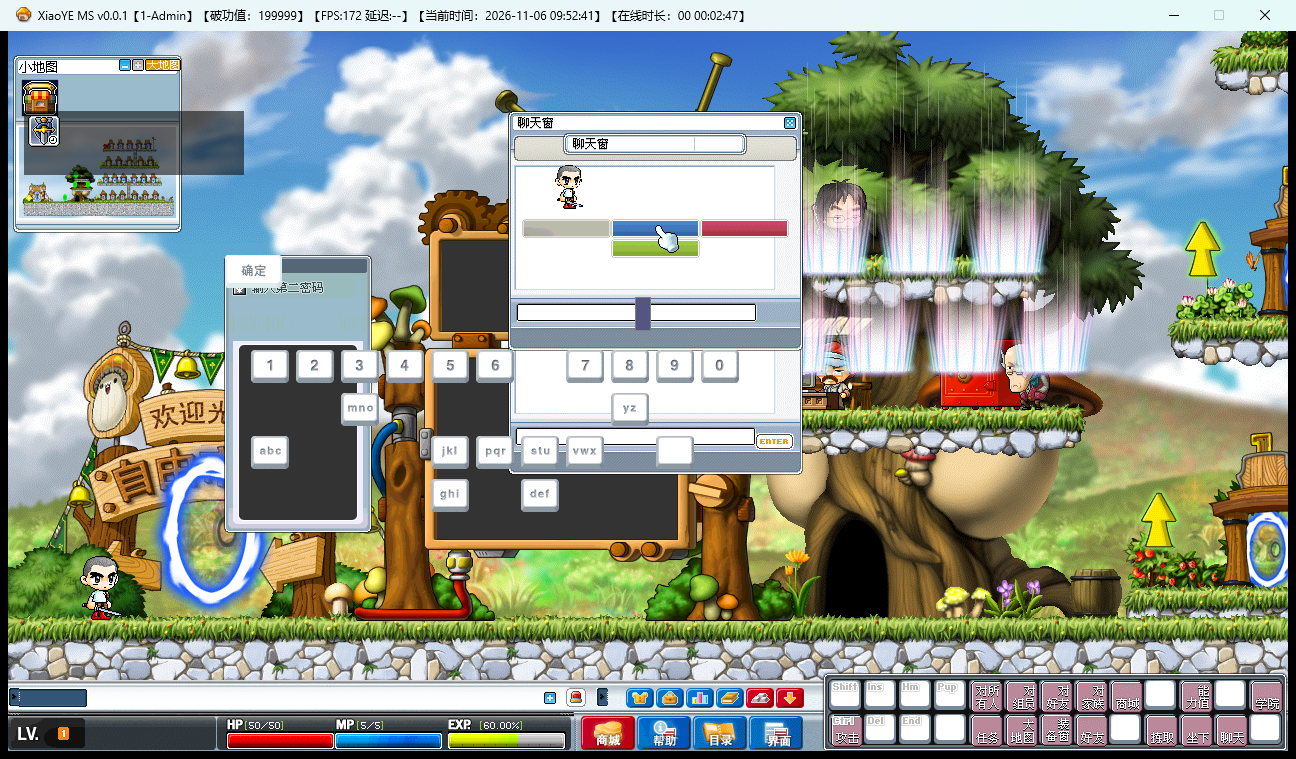 XiaoYE MS v0.0.1【1-Admin】【破功值：199999】【FPS:172 延迟:--】【当前时间：2026-11-06 09:52:41】【在线时长：00 00:02:47】
小地图
大地图
聊天窗
聊天窗
确定
输入第二密码
1 2 3 4 5 6 7 8 9 0
mno yz
abc jkl pqr stu vwx
ghi def
ENTER
欢迎光
自由
LV. 1
HP [50/50] MP [5/5] EXP. [60.00%]
商城 帮助 目录 界面
Shift Ins Hm Pup 对所有人 对组员 对好友 对家族 商城 能力值 学院
Ctrl 攻击 Del End 任务 地图 装备窗 好友 拣取 坐下 聊天